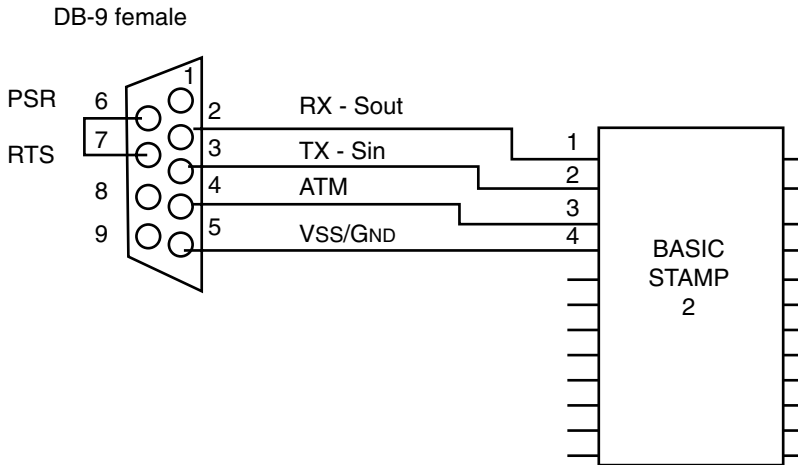 DB-9 female
PSR
RTS
6
7
8
9
1
2
3
4
5
RX - Sout
TX - Sin
ATM
VSS/GND
1
2
3
4
BASIC
STAMP
2